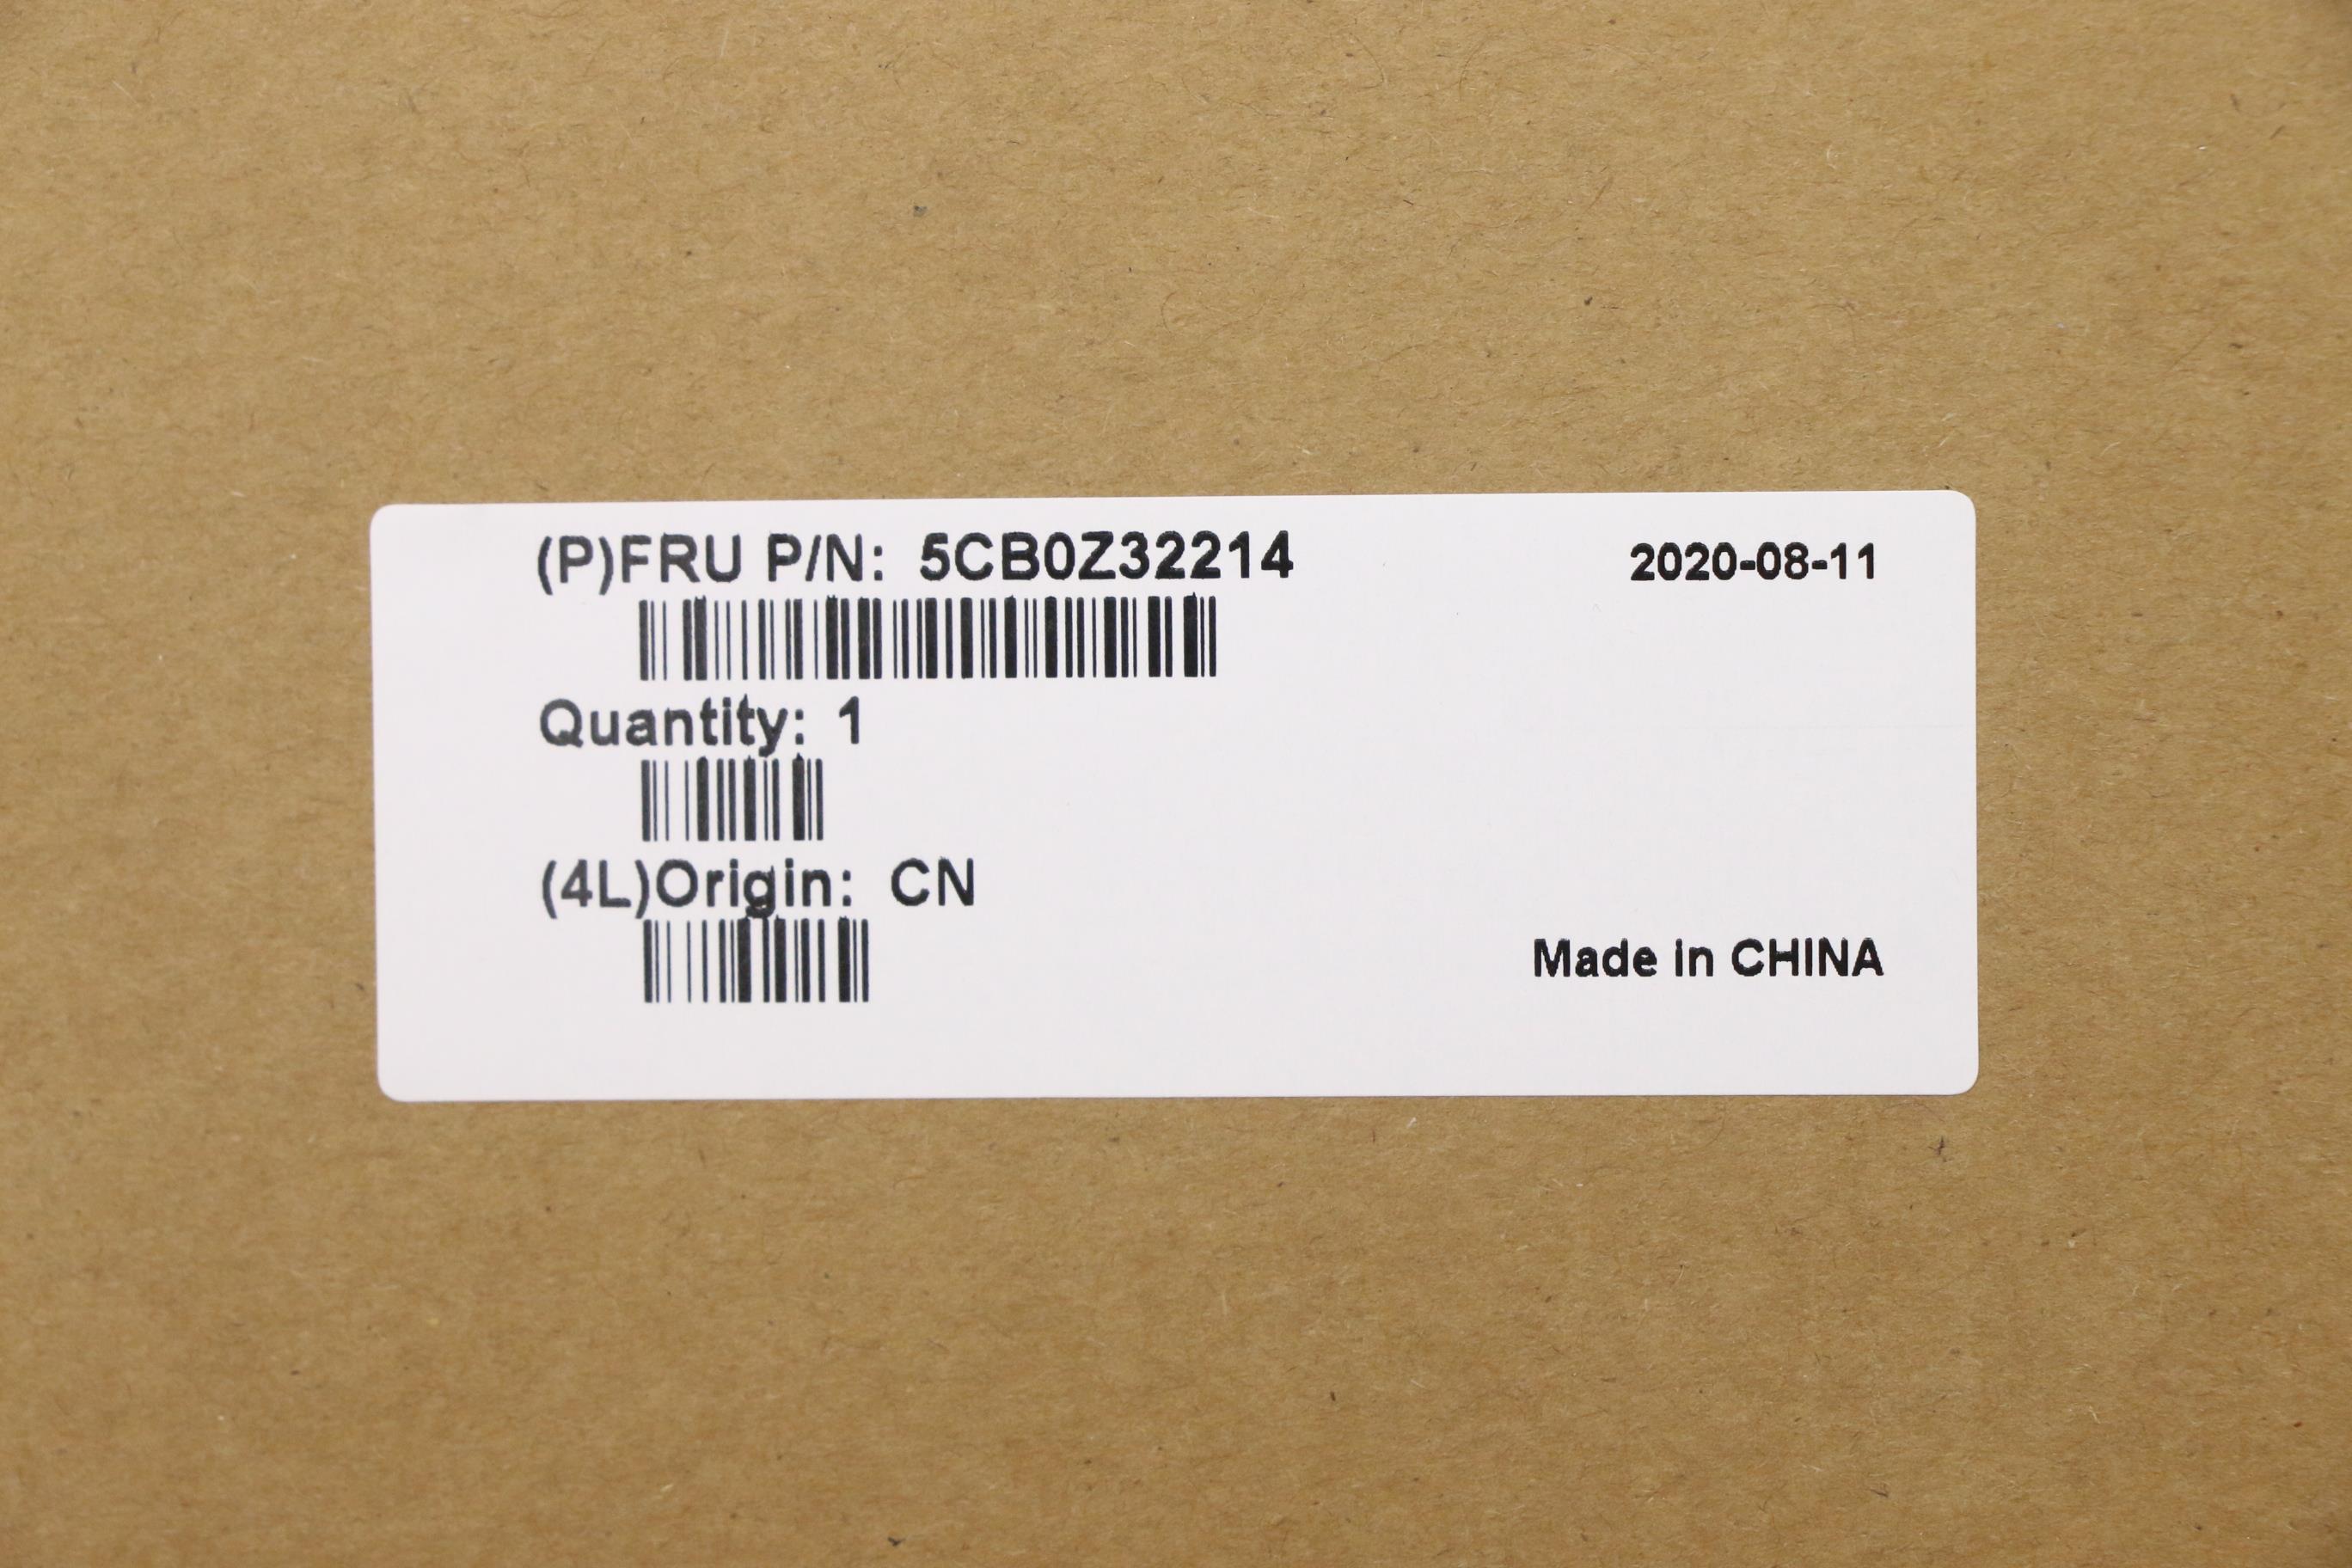 (P)FRU P/N: 5CB0Z32214
2020-08-11
Quantity: 1
(4L)Origin: CN
Made in CHINA